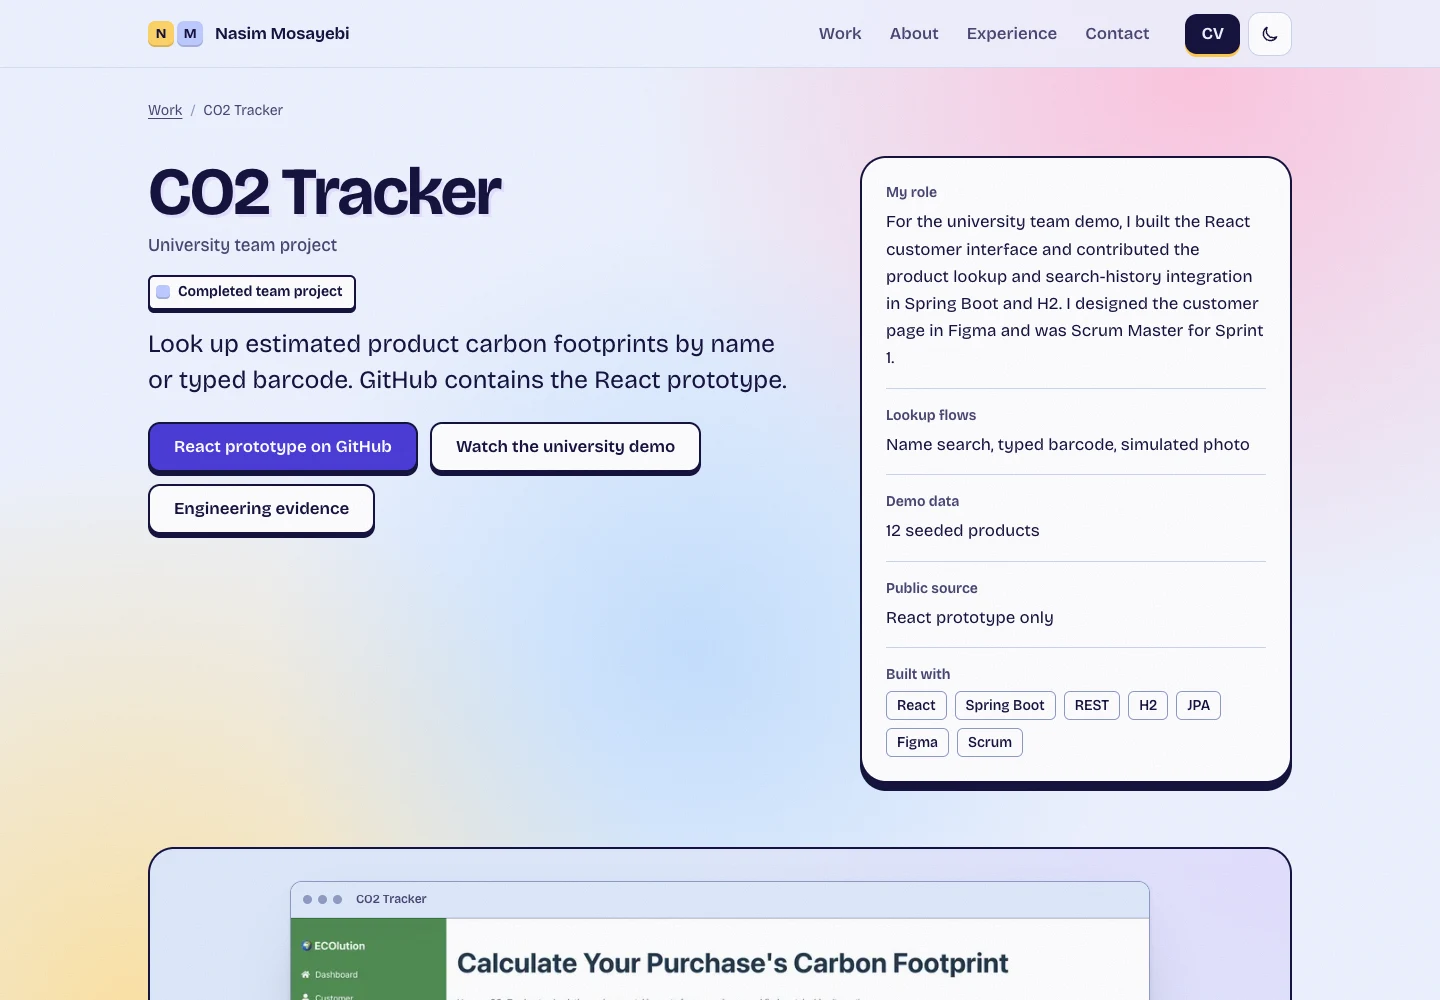 N M Nasim Mosayebi
Work About Experience Contact CV
Work / CO2 Tracker
CO2 Tracker
University team project
Completed team project
Look up estimated product carbon footprints by name
or typed barcode. GitHub contains the React prototype.
React prototype on GitHub
Watch the university demo
Engineering evidence
My role
For the university team demo, I built the React
customer interface and contributed the
product lookup and search-history integration
in Spring Boot and H2. I designed the customer
page in Figma and was Scrum Master for Sprint
1.
Lookup flows
Name search, typed barcode, simulated photo
Demo data
12 seeded products
Public source
React prototype only
Built with
React Spring Boot REST H2 JPA
Figma Scrum
CO2 Tracker
ECOlution
Dashboard
Customer
Calculate Your Purchase's Carbon Footprint